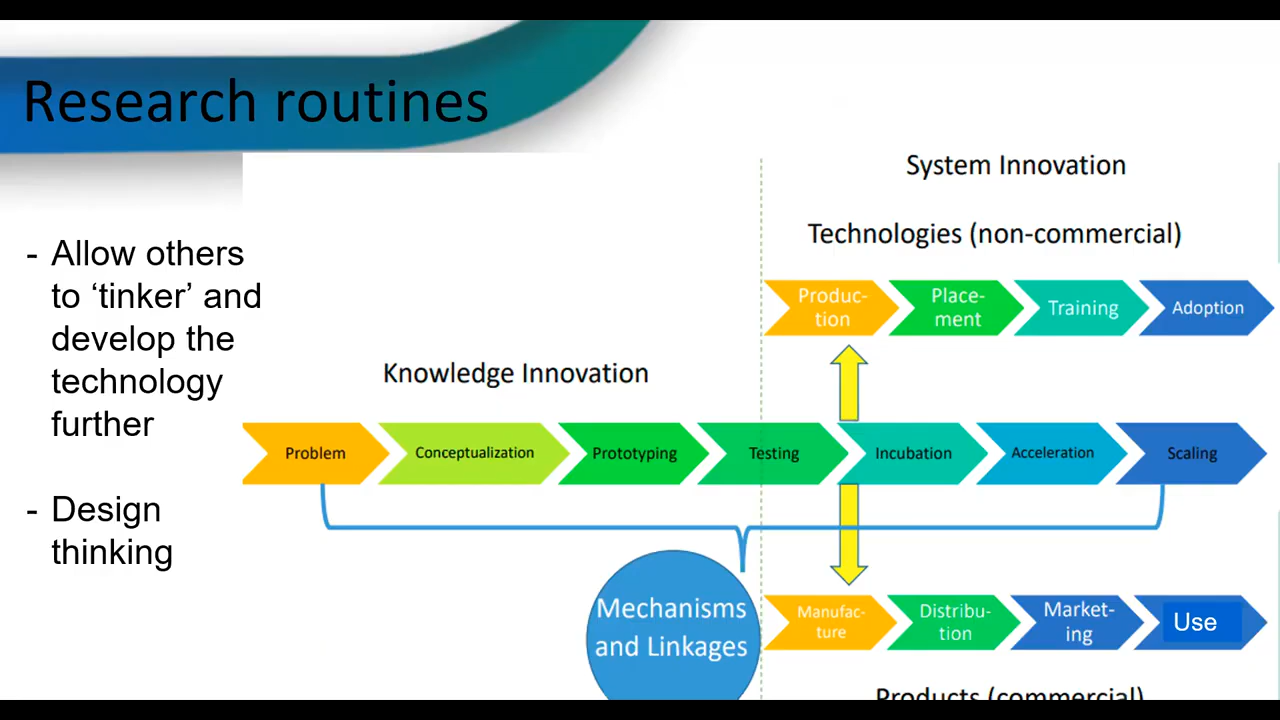 Research routines
- Allow others
to ‘tinker’ and
develop the
technology
further
- Design
thinking
System Innovation
Technologies (non-commercial)
Produc-
tion
Place-
ment
Training
Adoption
Knowledge Innovation
Problem
Conceptualization
Prototyping
Testing
Incubation
Acceleration
Scaling
Mechanisms
and Linkages
Manufac-
ture
Distribu-
tion
Market-
ing
Use
Products (commercial)